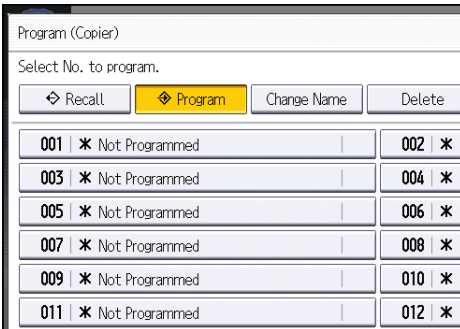 Program (Copier)
Select No. to program.
Recall Program Change Name Delete
001 ✱ Not Programmed 002 ✱
003 ✱ Not Programmed 004 ✱
005 ✱ Not Programmed 006 ✱
007 ✱ Not Programmed 008 ✱
009 ✱ Not Programmed 010 ✱
011 ✱ Not Programmed 012 ✱